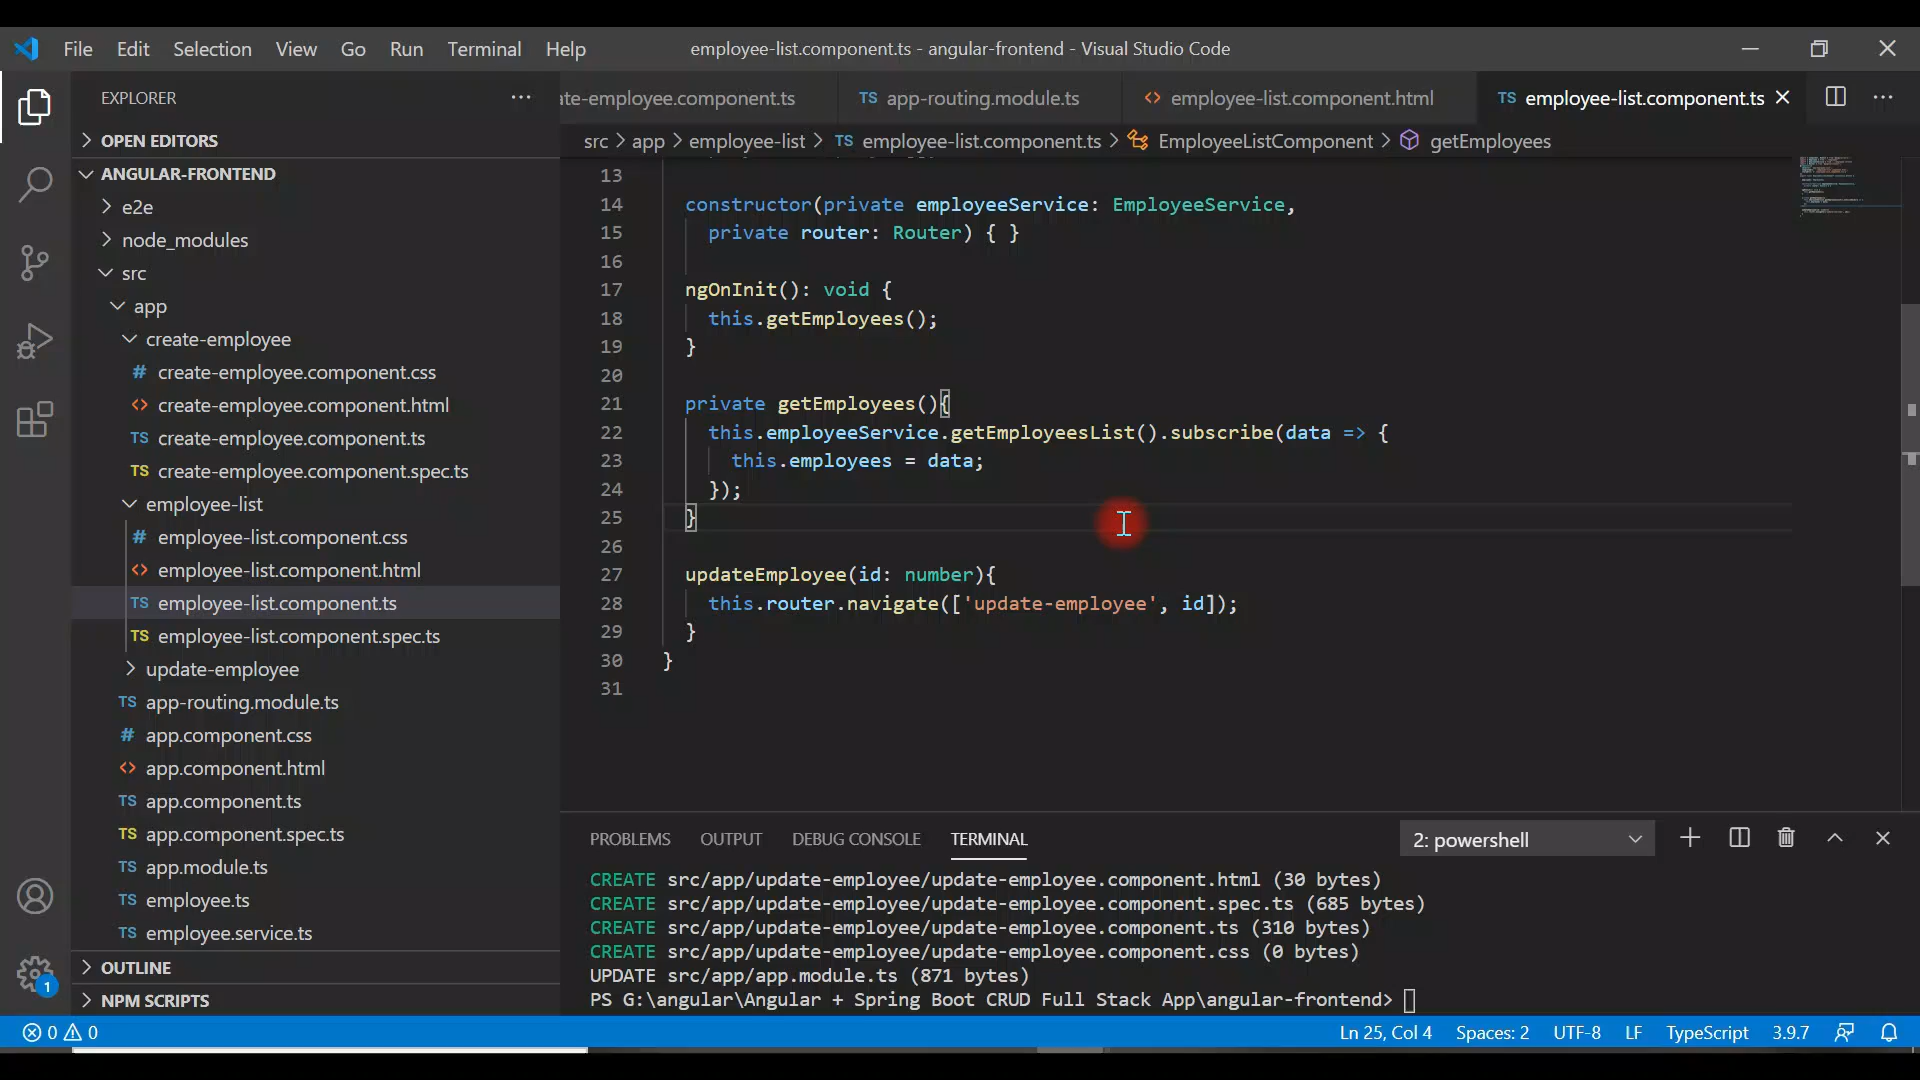 File Edit Selection View Go Run Terminal Help
employee-list.component.ts - angular-frontend - Visual Studio Code
EXPLORER
OPEN EDITORS
ANGULAR-FRONTEND
e2e
node_modules
src
app
create-employee
# create-employee.component.css
<> create-employee.component.html
TS create-employee.component.ts
TS create-employee.component.spec.ts
employee-list
# employee-list.component.css
<> employee-list.component.html
TS employee-list.component.ts
TS employee-list.component.spec.ts
update-employee
TS app-routing.module.ts
# app.component.css
<> app.component.html
TS app.component.ts
TS app.component.spec.ts
TS app.module.ts
TS employee.ts
TS employee.service.ts
OUTLINE
NPM SCRIPTS
1
te-employee.component.ts
TS app-routing.module.ts
<> employee-list.component.html
TS employee-list.component.ts
src > app > employee-list > TS employee-list.component.ts > EmployeeListComponent > getEmployees
13
14 constructor(private employeeService: EmployeeService,
15 private router: Router) { }
16
17 ngOnInit(): void {
18 this.getEmployees();
19 }
20
21 private getEmployees(){
22 this.employeeService.getEmployeesList().subscribe(data => {
23 this.employees = data;
24 });
25 }
26
27 updateEmployee(id: number){
28 this.router.navigate(['update-employee', id]);
29 }
30 }
31
PROBLEMS OUTPUT DEBUG CONSOLE TERMINAL
2: powershell
CREATE src/app/update-employee/update-employee.component.html (30 bytes)
CREATE src/app/update-employee/update-employee.component.spec.ts (685 bytes)
CREATE src/app/update-employee/update-employee.component.ts (310 bytes)
CREATE src/app/update-employee/update-employee.component.css (0 bytes)
UPDATE src/app/app.module.ts (871 bytes)
PS G:\angular\Angular + Spring Boot CRUD Full Stack App\angular-frontend>
0 0
Ln 25, Col 4 Spaces: 2 UTF-8 LF TypeScript 3.9.7